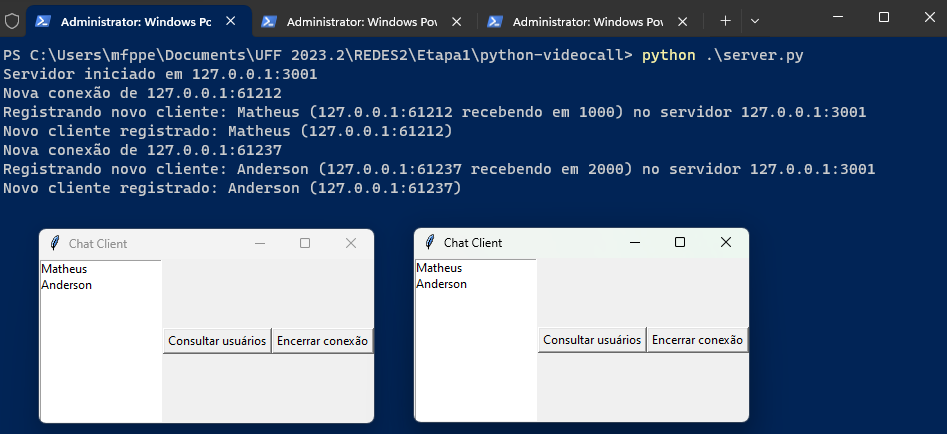 Administrator: Windows Po
Administrator: Windows Pov
Administrator: Windows Pov
PS C:\Users\mfppe\Documents\UFF 2023.2\REDES2\Etapa1\python-videocall> python .\server.py
Servidor iniciado em 127.0.0.1:3001
Nova conexão de 127.0.0.1:61212
Registrando novo cliente: Matheus (127.0.0.1:61212 recebendo em 1000) no servidor 127.0.0.1:3001
Novo cliente registrado: Matheus (127.0.0.1:61212)
Nova conexão de 127.0.0.1:61237
Registrando novo cliente: Anderson (127.0.0.1:61237 recebendo em 2000) no servidor 127.0.0.1:3001
Novo cliente registrado: Anderson (127.0.0.1:61237)
Chat Client
Matheus
Anderson
Consultar usuários
Encerrar conexão
Chat Client
Matheus
Anderson
Consultar usuários
Encerrar conexão